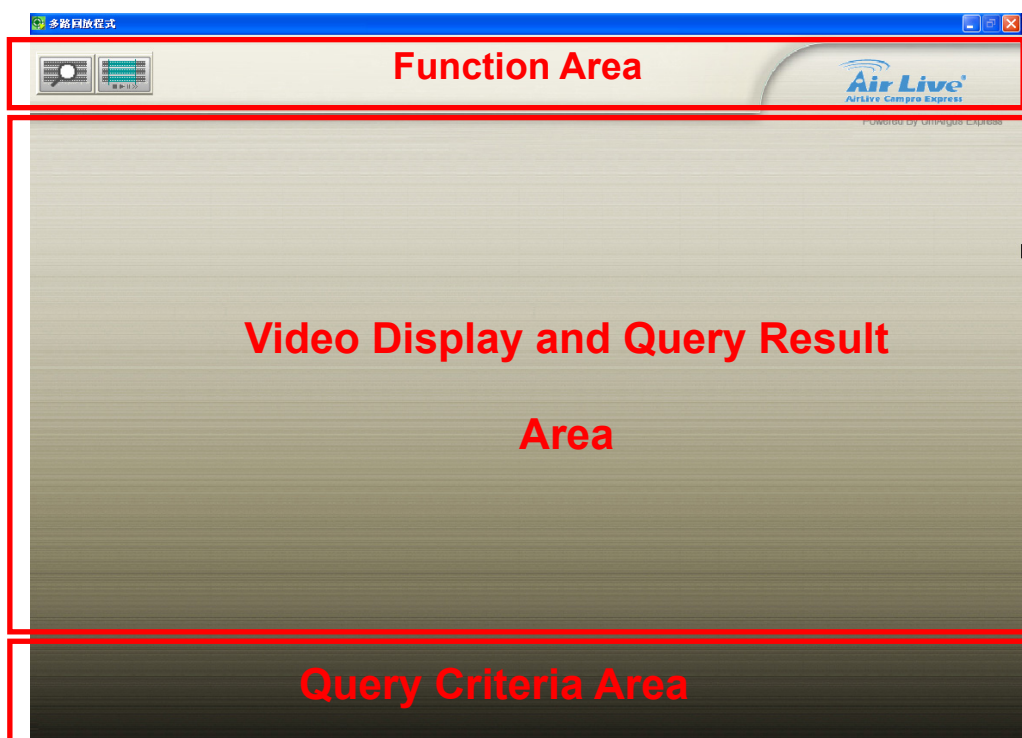 多路回放程式
Function Area
Air Live®
AirLive Campro Express
Powered By UniArgus Express
Video Display and Query Result
Area
Query Criteria Area